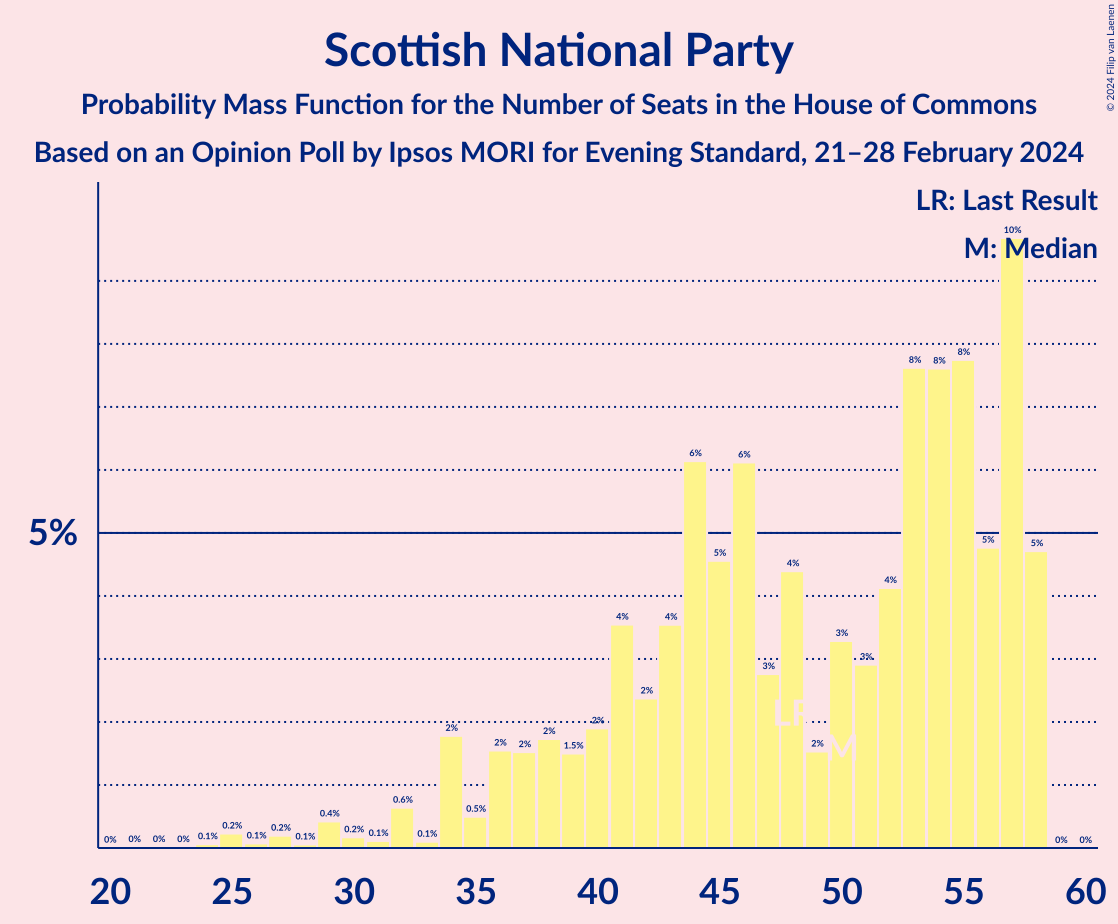 Scottish National Party
Probability Mass Function for the Number of Seats in the House of Commons
Based on an Opinion Poll by Ipsos MORI for Evening Standard, 21–28 February 2024
© 2024 Filip van Laenen
LR: Last Result
M: Median
5%
0% 0% 0% 0% 0.1% 0.2% 0.1% 0.2% 0.1% 0.4% 0.2% 0.1% 0.6% 0.1% 2% 0.5% 2% 2% 2% 1.5% 2% 4% 2% 4% 6% 5% 6% 3% 4% 2% 3% 3% 4% 8% 8% 8% 5% 10% 5% 0% 0%
LR
M
20 25 30 35 40 45 50 55 60